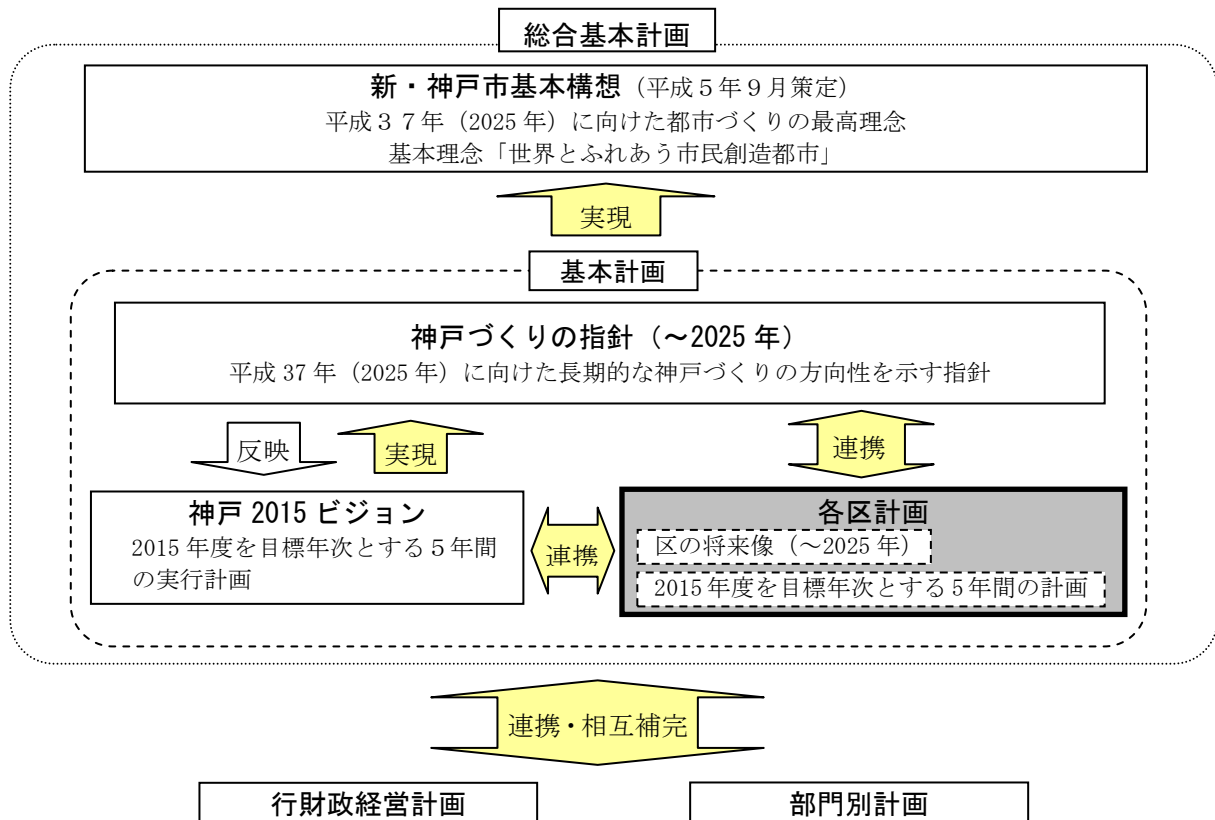 総合基本計画
新・神戸市基本構想（平成５年９月策定）
平成３７年（2025 年）に向けた都市づくりの最高理念
基本理念「世界とふれあう市民創造都市」
実現
基本計画
神戸づくりの指針（～2025 年）
平成 37 年（2025 年）に向けた長期的な神戸づくりの方向性を示す指針
反映
実現
連携
神戸 2015 ビジョン
2015 年度を目標年次とする５年間
の実行計画
連携
各区計画
区の将来像（～2025 年）
2015 年度を目標年次とする５年間の計画
連携・相互補完
行財政経営計画
部門別計画